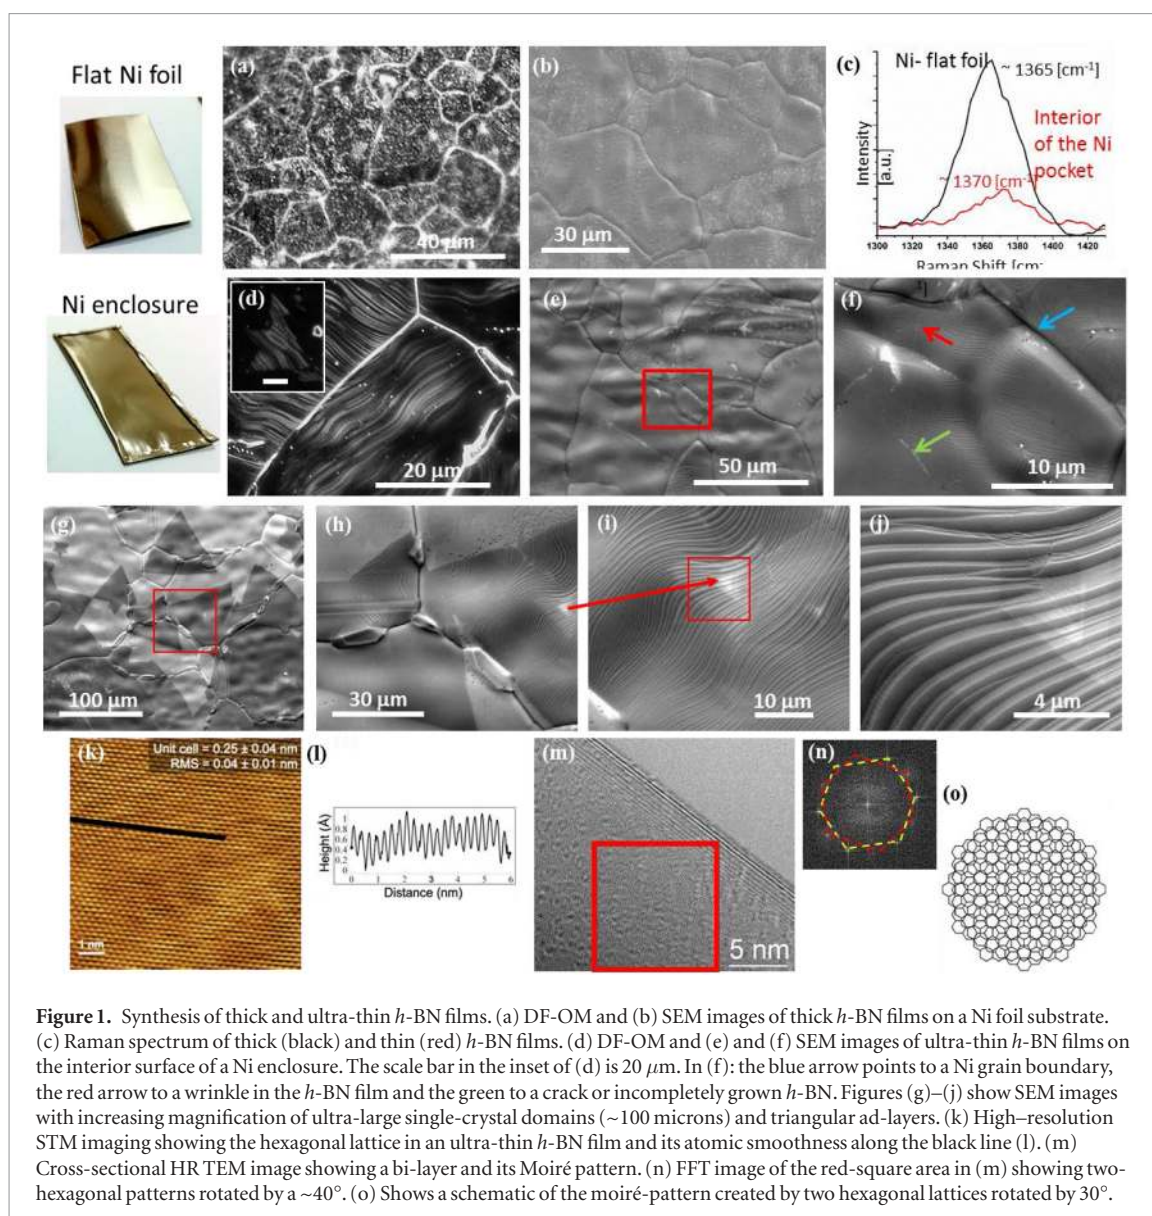 Flat Ni foil
(a)
40 μm
(b)
30 μm
(c)
Ni- flat foil
~ 1365 [cm⁻¹]
Interior
of the Ni
pocket
~ 1370 [cm⁻¹]
Intensity
[a.u.]
1300 1320 1340 1360 1380 1400 1420
Raman Shift [cm-
Ni enclosure
(d)
20 μm
(e)
50 μm
(f)
10 μm
(g)
100 μm
(h)
30 μm
(i)
10 μm
(j)
4 μm
(k)
Unit cell = 0.25 ± 0.04 nm
RMS = 0.04 ± 0.01 nm
1 nm
(l)
Height (Å)
1
0.8
0.6
0.4
0.2
0
0 1 2 3 4 5 6
Distance (nm)
(m)
5 nm
(n)
(o)
Figure 1. Synthesis of thick and ultra-thin h-BN films. (a) DF-OM and (b) SEM images of thick h-BN films on a Ni foil substrate.
(c) Raman spectrum of thick (black) and thin (red) h-BN films. (d) DF-OM and (e) and (f) SEM images of ultra-thin h-BN films on
the interior surface of a Ni enclosure. The scale bar in the inset of (d) is 20 μm. In (f): the blue arrow points to a Ni grain boundary,
the red arrow to a wrinkle in the h-BN film and the green to a crack or incompletely grown h-BN. Figures (g)–(j) show SEM images
with increasing magnification of ultra-large single-crystal domains (~100 microns) and triangular ad-layers. (k) High–resolution
STM imaging showing the hexagonal lattice in an ultra-thin h-BN film and its atomic smoothness along the black line (l). (m)
Cross-sectional HR TEM image showing a bi-layer and its Moiré pattern. (n) FFT image of the red-square area in (m) showing two-
hexagonal patterns rotated by a ~40°. (o) Shows a schematic of the moiré-pattern created by two hexagonal lattices rotated by 30°.